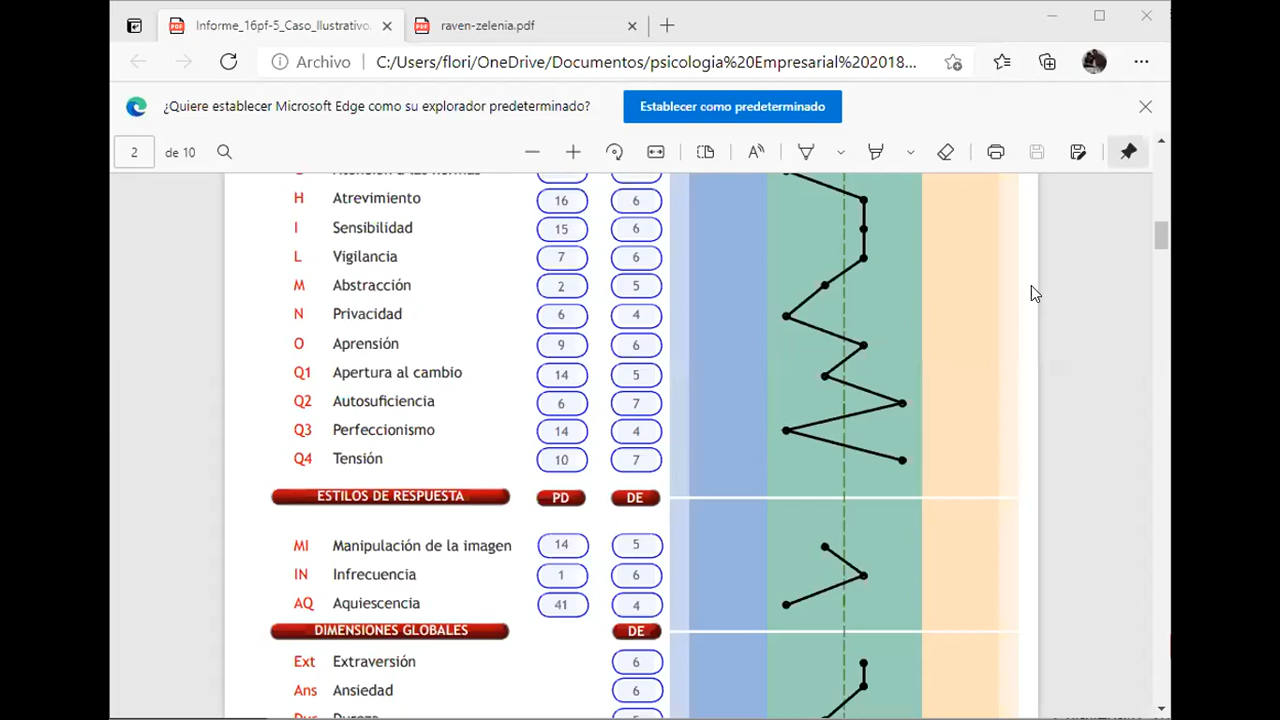 Informe_16pf-5_Caso_Ilustrativo.
raven-zelenia.pdf
Archivo
C:/Users/flori/OneDrive/Documentos/psicologia%20Empresarial%202018...
¿Quiere establecer Microsoft Edge como su explorador predeterminado?
Establecer como predeterminado
2 de 10
Atención a las normas
H Atrevimiento 16 6
I Sensibilidad 15 6
L Vigilancia 7 6
M Abstracción 2 5
N Privacidad 6 4
O Aprensión 9 6
Q1 Apertura al cambio 14 5
Q2 Autosuficiencia 6 7
Q3 Perfeccionismo 14 4
Q4 Tensión 10 7
ESTILOS DE RESPUESTA PD DE
MI Manipulación de la imagen 14 5
IN Infrecuencia 1 6
AQ Aquiescencia 41 4
DIMENSIONES GLOBALES DE
Ext Extraversión 6
Ans Ansiedad 6